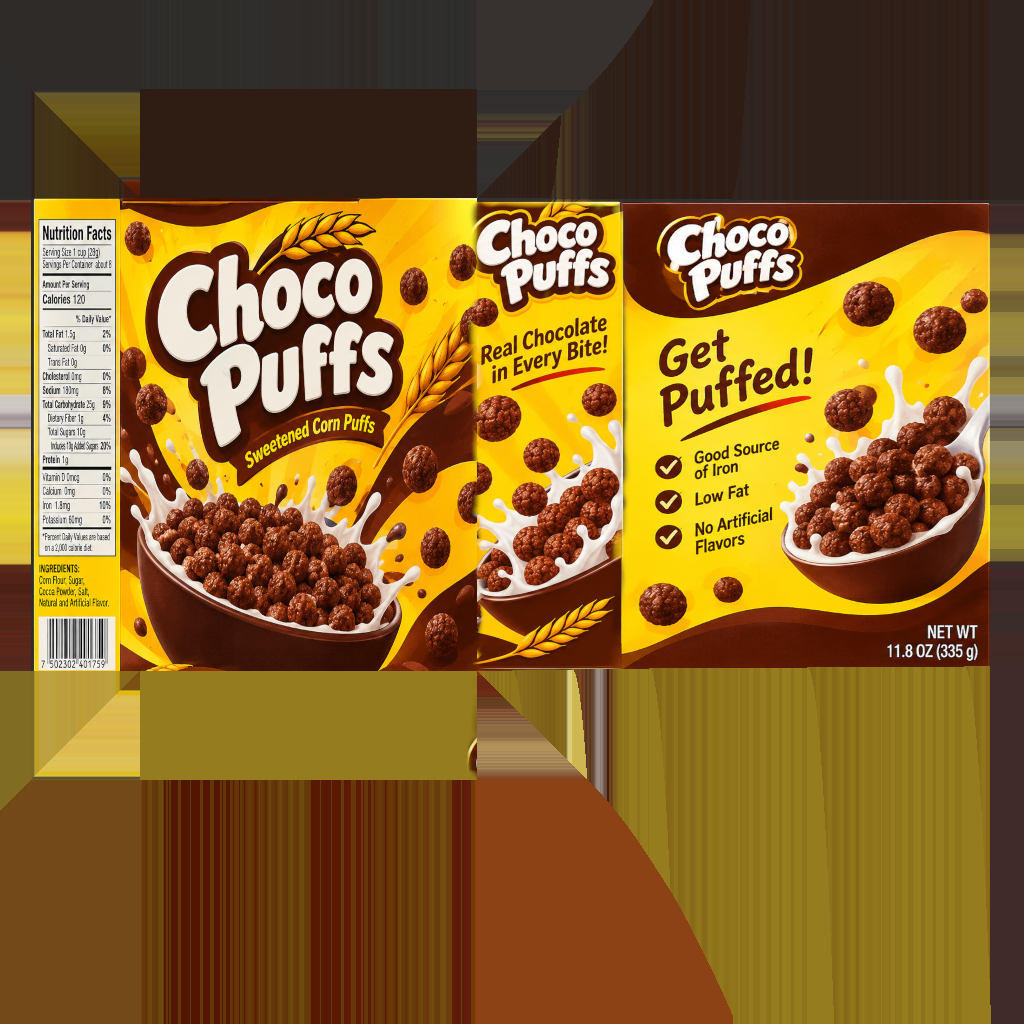 Nutrition Facts
Serving Size 1 cup (28g)
Servings Per Container about 8
Amount Per Serving
Calories 120
% Daily Value*
Total Fat 1.5g 2%
Saturated Fat 0g 0%
Trans Fat 0g
Cholesterol 0mg 0%
Sodium 180mg 8%
Total Carbohydrate 25g 9%
Dietary Fiber 1g 4%
Total Sugars 10g
Includes 10g Added Sugars 20%
Protein 1g
Vitamin D 0mcg 0%
Calcium 0mg 0%
Iron 1.8mg 10%
Potassium 60mg 0%
*Percent Daily Values are based
on a 2,000 calorie diet.
INGREDIENTS:
Corn Flour, Sugar,
Cocoa Powder, Salt,
Natural and Artificial Flavor.
7 502302 401759
Choco
Puffs
Sweetened Corn Puffs
Choco
Puffs
Real Chocolate
in Every Bite!
Choco
Puffs
Get
Puffed!
Good Source
of Iron
Low Fat
No Artificial
Flavors
NET WT
11.8 OZ (335 g)